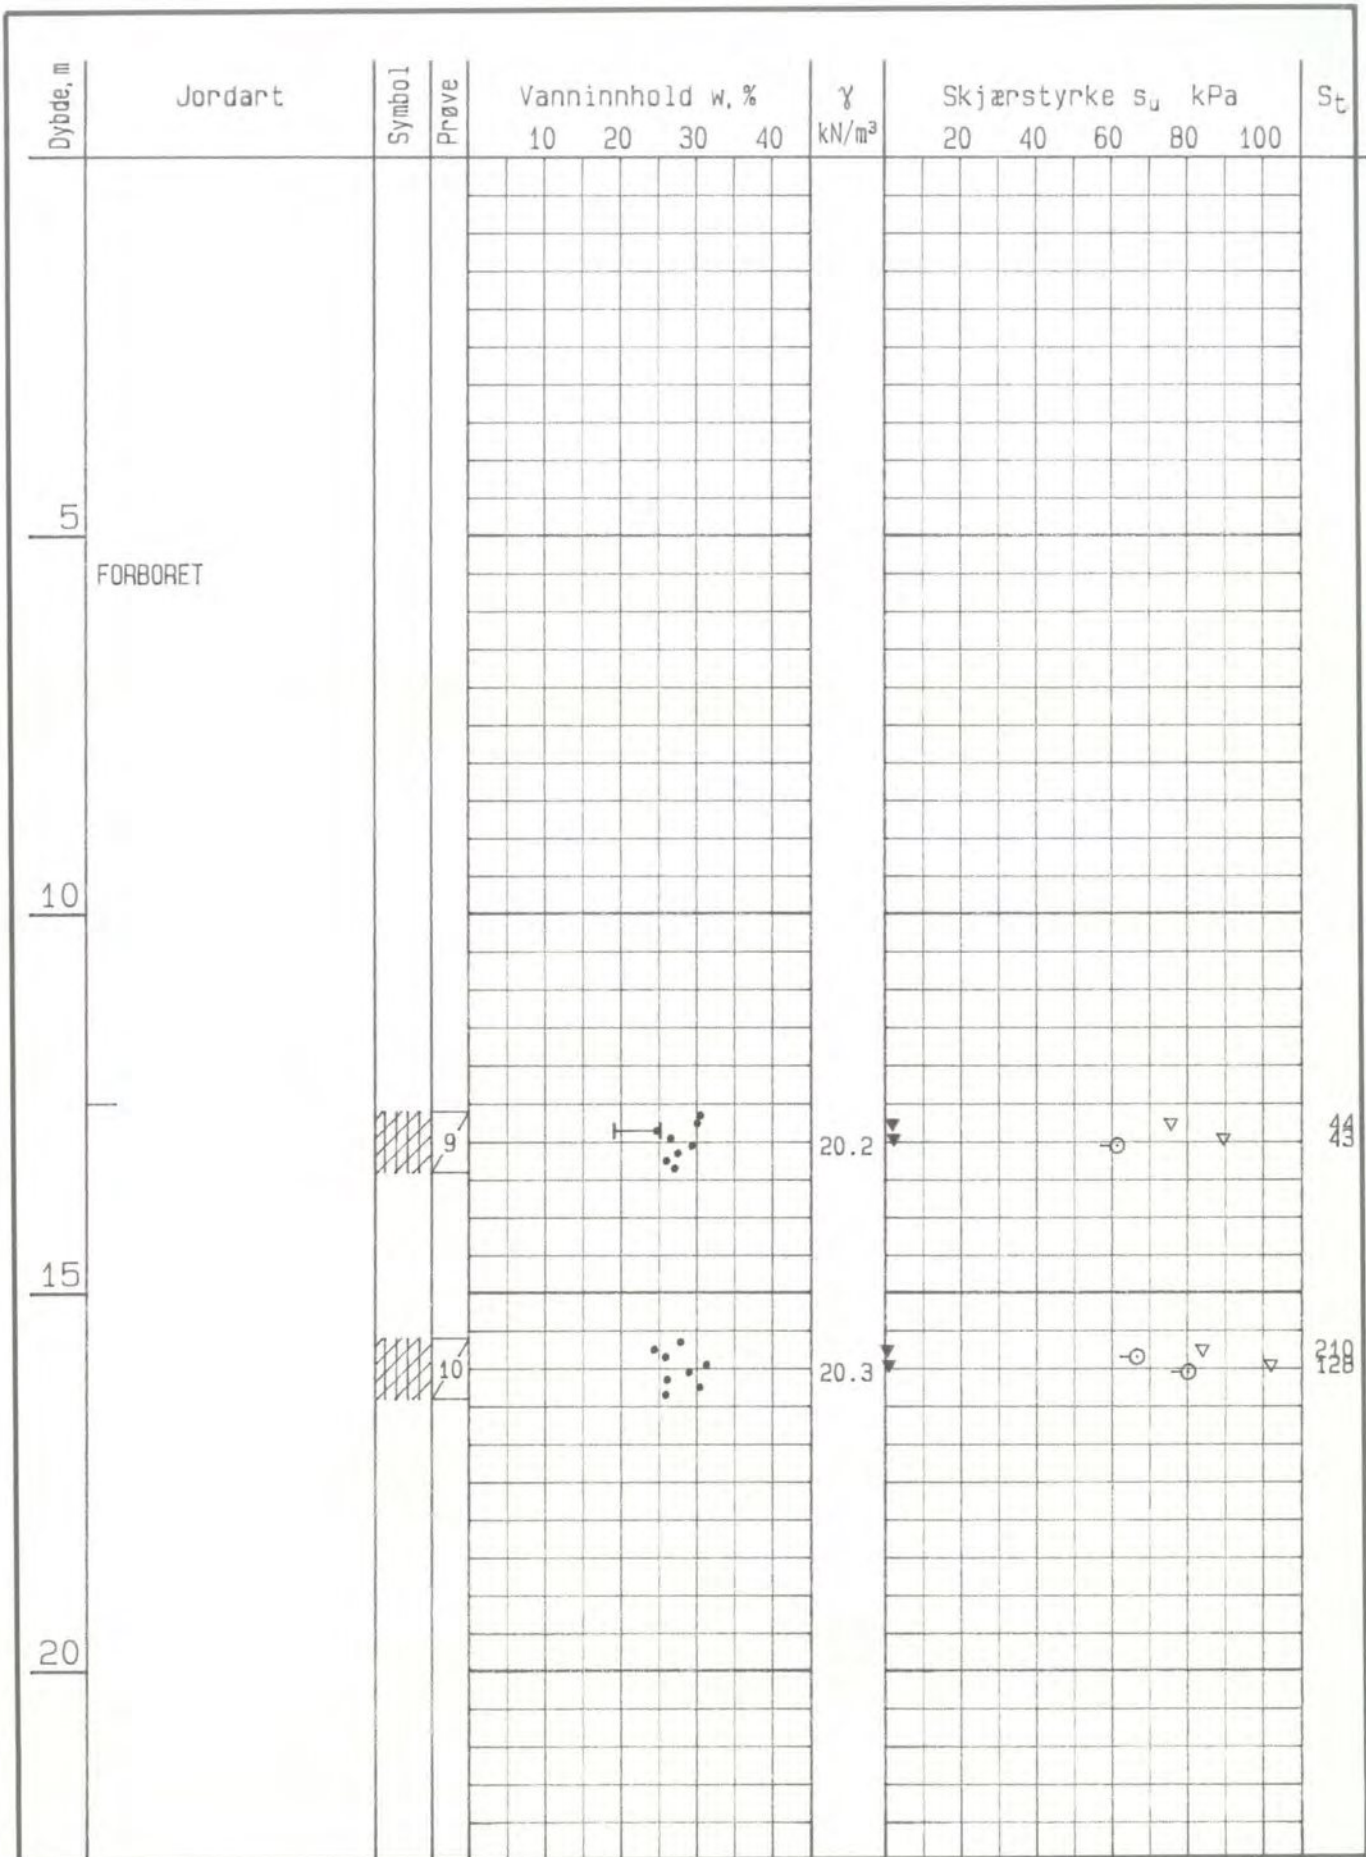 Dybde, m
Jordart
Symbol
Prøve
Vanninnhold w, %
10 20 30 40
γ
kN/m³
Skjærstyrke sᵤ kPa
20 40 60 80 100
Sₜ
5
FORBORET
10
9
20.2
44
43
15
10
20.3
210
128
20